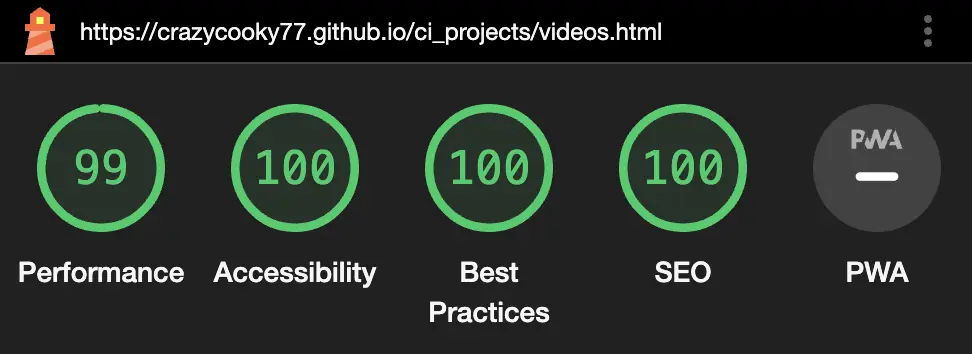 https://crazycooky77.github.io/ci_projects/videos.html
99 100 100 100 PWA
Performance Accessibility Best Practices SEO PWA